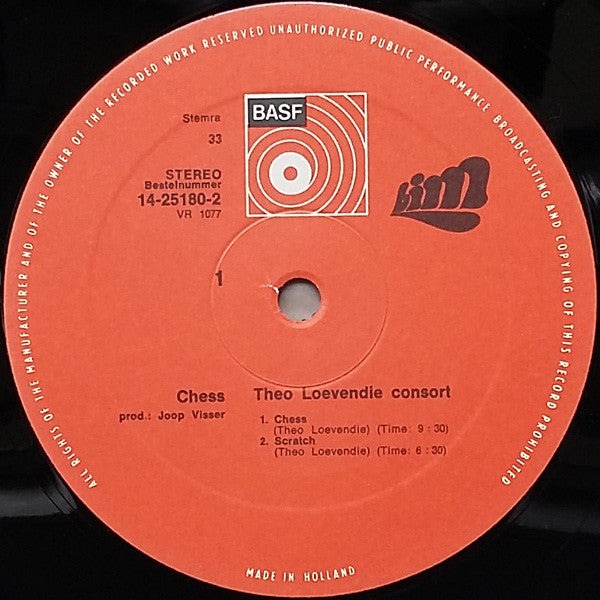 ALL RIGHTS OF THE MANUFACTURER AND OF THE OWNER OF THE RECORDED WORK RESERVED UNAUTHORIZED PUBLIC PERFORMANCE BROADCASTING AND COPYING OF THIS RECORD PROHIBITED
BASF
Stemra
33
STEREO
Bestelnummer
14-25180-2
VR 1077
bim
1
Chess
prod.: Joop Visser
Theo Loevendie consort
1. Chess
(Theo Loevendie) (Time: 9:30)
2. Scratch
(Theo Loevendie) (Time: 6:30)
MADE IN HOLLAND